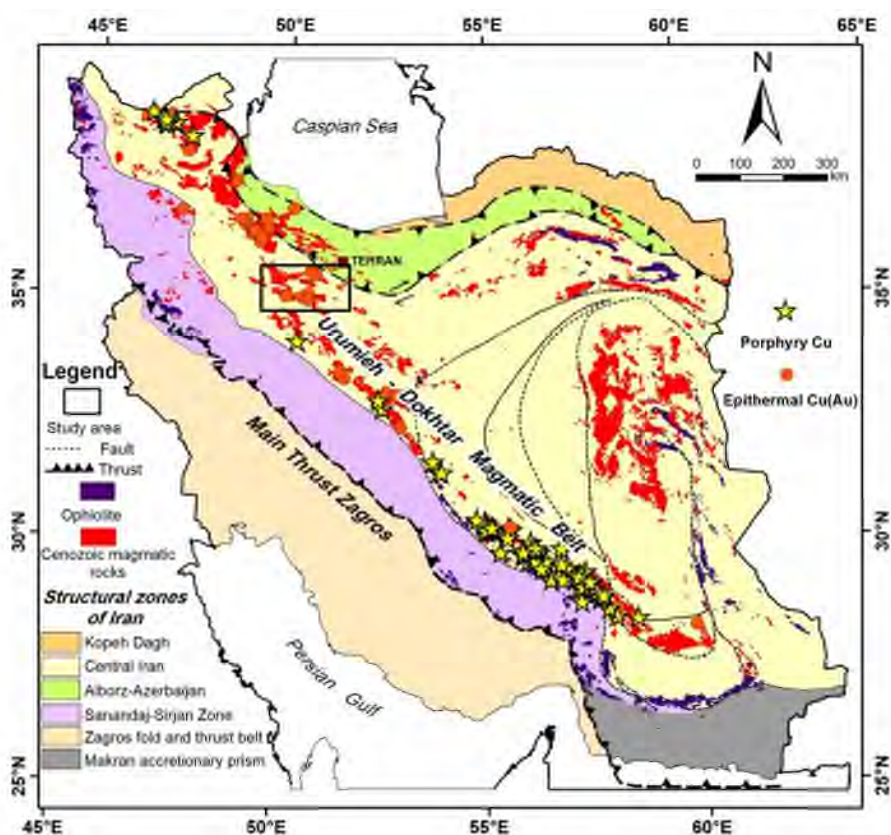 45°E 50°E 55°E 60°E 65°E
N
Caspian Sea
0 100 200 300
km
TEHRAN
35°N 35°N
Porphyry Cu
Epithermal Cu(Au)
Urumieh - Dokhtar Magmatic Belt
Main Thrust Zagros
30°N 30°N
Persian Gulf
25°N 25°N
Legend
Study area
Fault
Thrust
Ophiolite
Cenozoic magmatic
rocks
Structural zones
of Iran
Kopeh Dagh
Central Iran
Alborz-Azerbaijan
Sanandaj-Sirjan Zone
Zagros fold and thrust belt
Makran accretionary prism
45°E 50°E 55°E 60°E